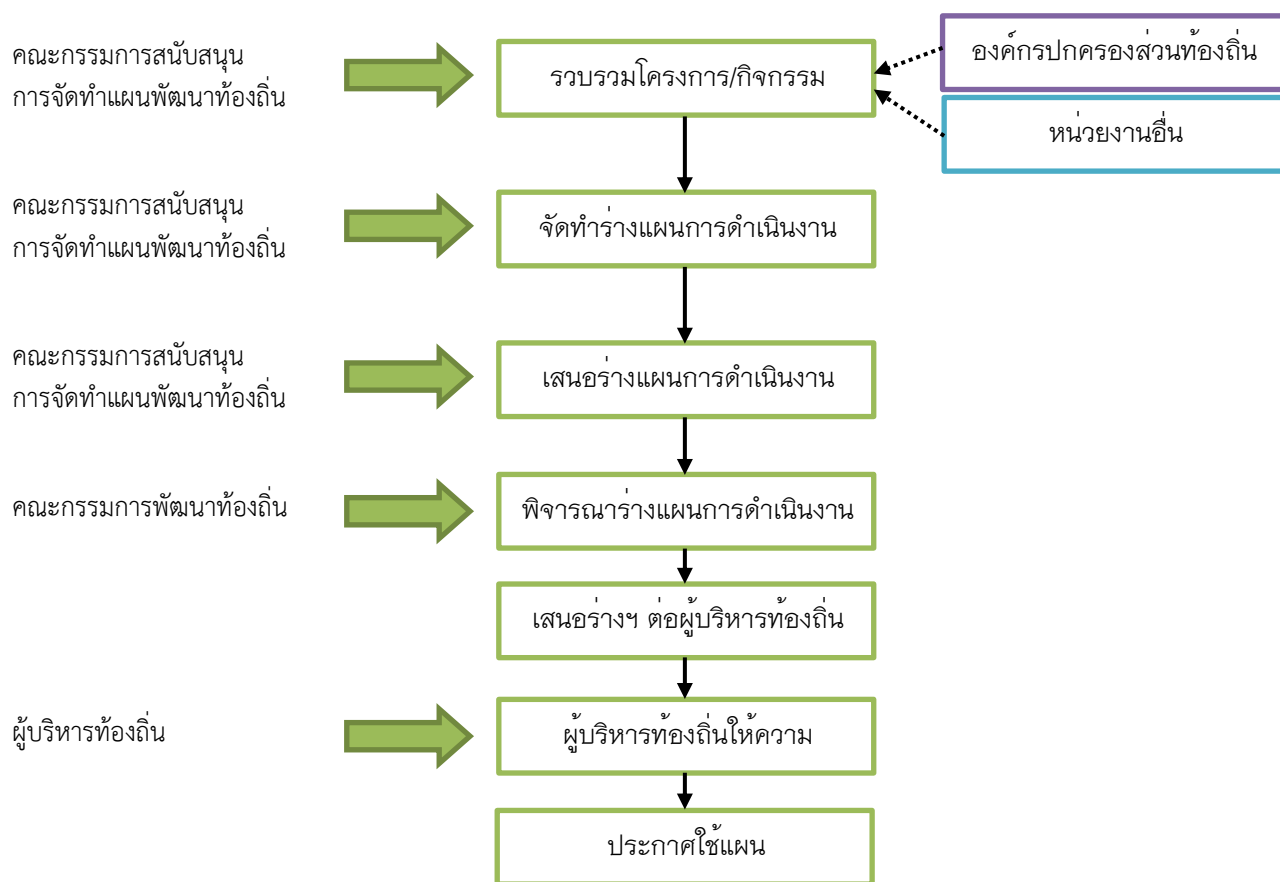 คณะกรรมการสนับสนุน
การจัดทำแผนพัฒนาท้องถิ่น
รวบรวมโครงการ/กิจกรรม
องค์กรปกครองส่วนท้องถิ่น
หน่วยงานอื่น
คณะกรรมการสนับสนุน
การจัดทำแผนพัฒนาท้องถิ่น
จัดทำร่างแผนการดำเนินงาน
คณะกรรมการสนับสนุน
การจัดทำแผนพัฒนาท้องถิ่น
เสนอร่างแผนการดำเนินงาน
คณะกรรมการพัฒนาท้องถิ่น
พิจารณาร่างแผนการดำเนินงาน
เสนอร่างฯ ต่อผู้บริหารท้องถิ่น
ผู้บริหารท้องถิ่น
ผู้บริหารท้องถิ่นให้ความ
ประกาศใช้แผน